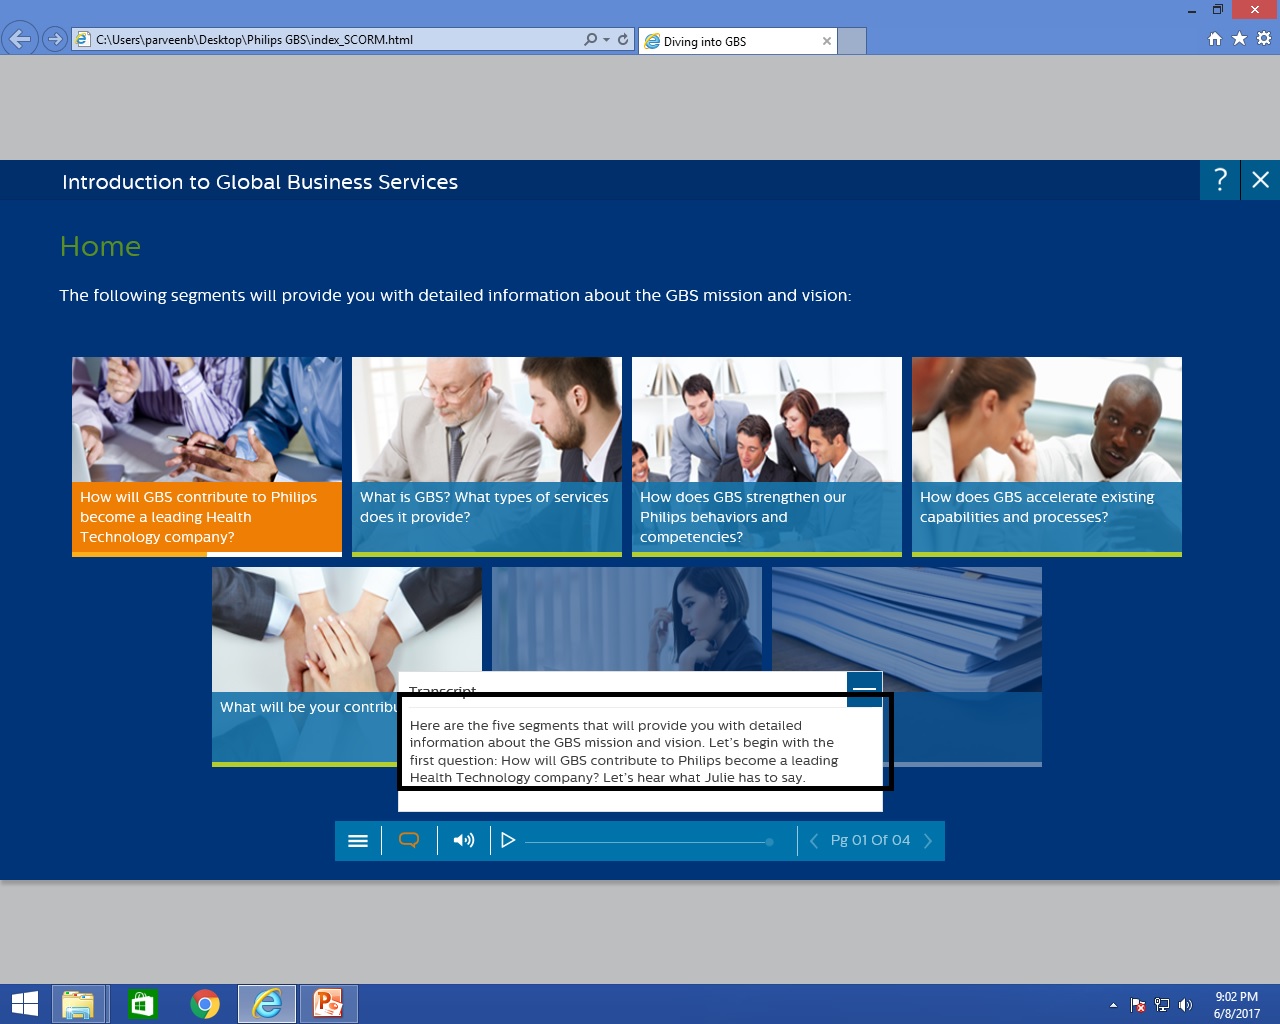 C:\Users\parveenb\Desktop\Philips GBS\index_SCORM.html
Diving into GBS
Introduction to Global Business Services
?
Home
The following segments will provide you with detailed information about the GBS mission and vision:
How will GBS contribute to Philips
become a leading Health
Technology company?
What is GBS? What types of services
does it provide?
How does GBS strengthen our
Philips behaviors and
competencies?
How does GBS accelerate existing
capabilities and processes?
What will be your
Transcript
Here are the five segments that will provide you with detailed
information about the GBS mission and vision. Let's begin with the
first question: How will GBS contribute to Philips become a leading
Health Technology company? Let's hear what Julie has to say.
Pg 01 Of 04
9:02 PM
6/8/2017